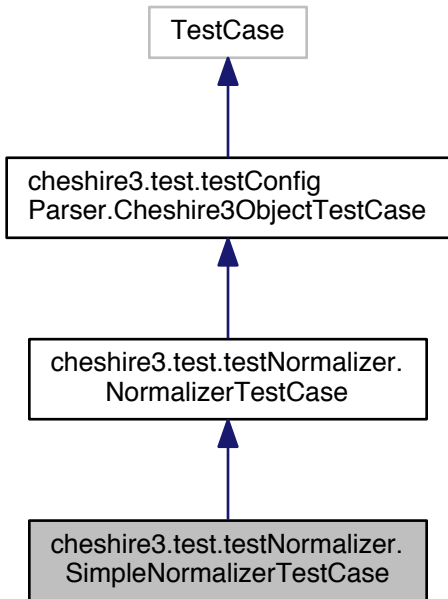 TestCase
cheshire3.test.testConfig
Parser.Cheshire3ObjectTestCase
cheshire3.test.testNormalizer.
NormalizerTestCase
cheshire3.test.testNormalizer.
SimpleNormalizerTestCase